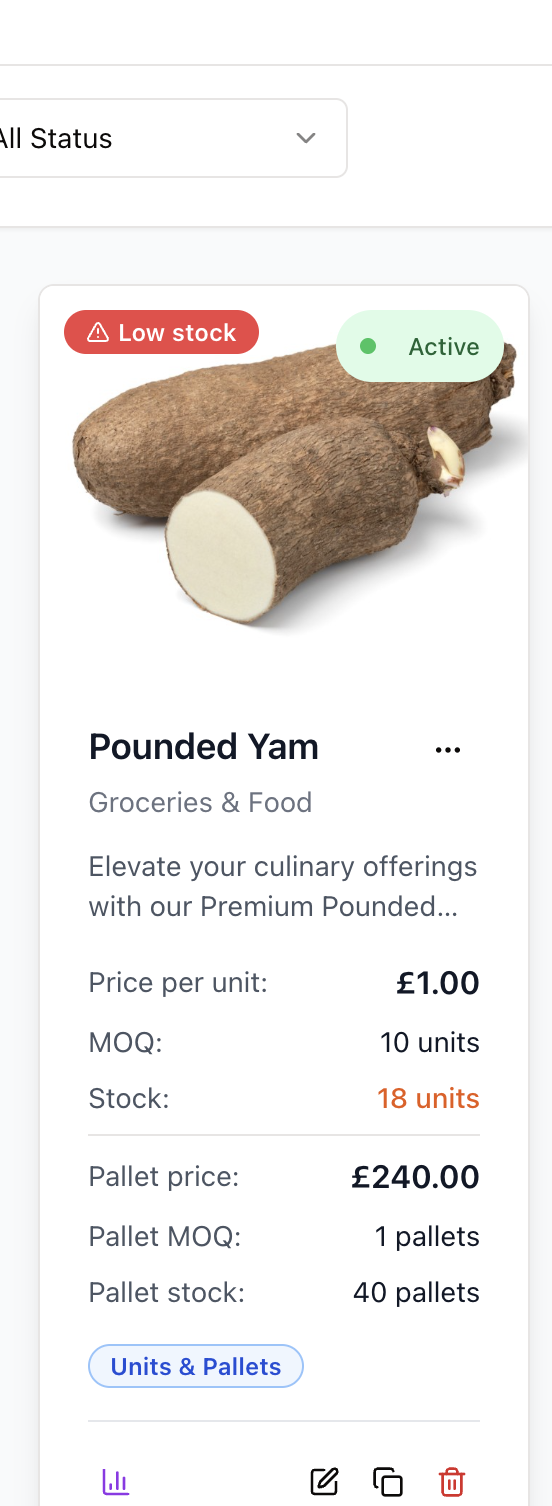 All Status
Low stock
Active
Pounded Yam
Groceries & Food
Elevate your culinary offerings
with our Premium Pounded...
Price per unit: £1.00
MOQ: 10 units
Stock: 18 units
Pallet price: £240.00
Pallet MOQ: 1 pallets
Pallet stock: 40 pallets
Units & Pallets